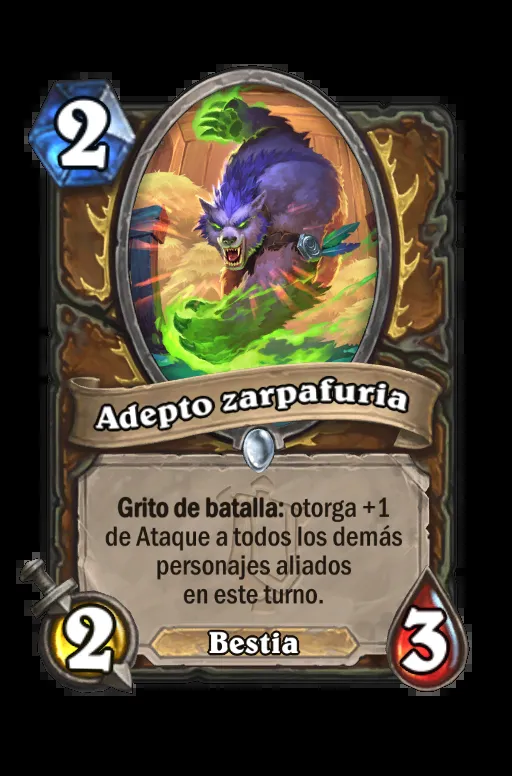 2
Adepto zarpafuria
Grito de batalla: otorga +1
de Ataque a todos los demás
personajes aliados
en este turno.
2
Bestia
3